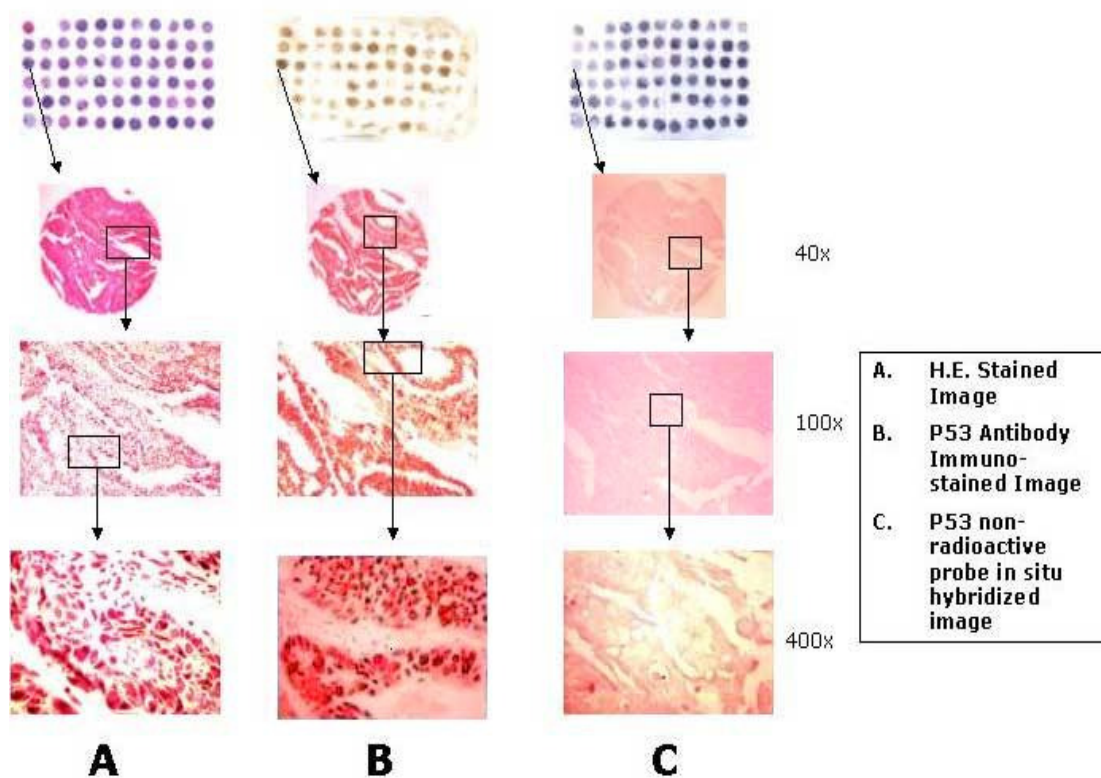 40x
100x
400x
A. H.E. Stained
Image
B. P53 Antibody
Immuno-
stained Image
C. P53 non-
radioactive
probe in situ
hybridized
image
A B C